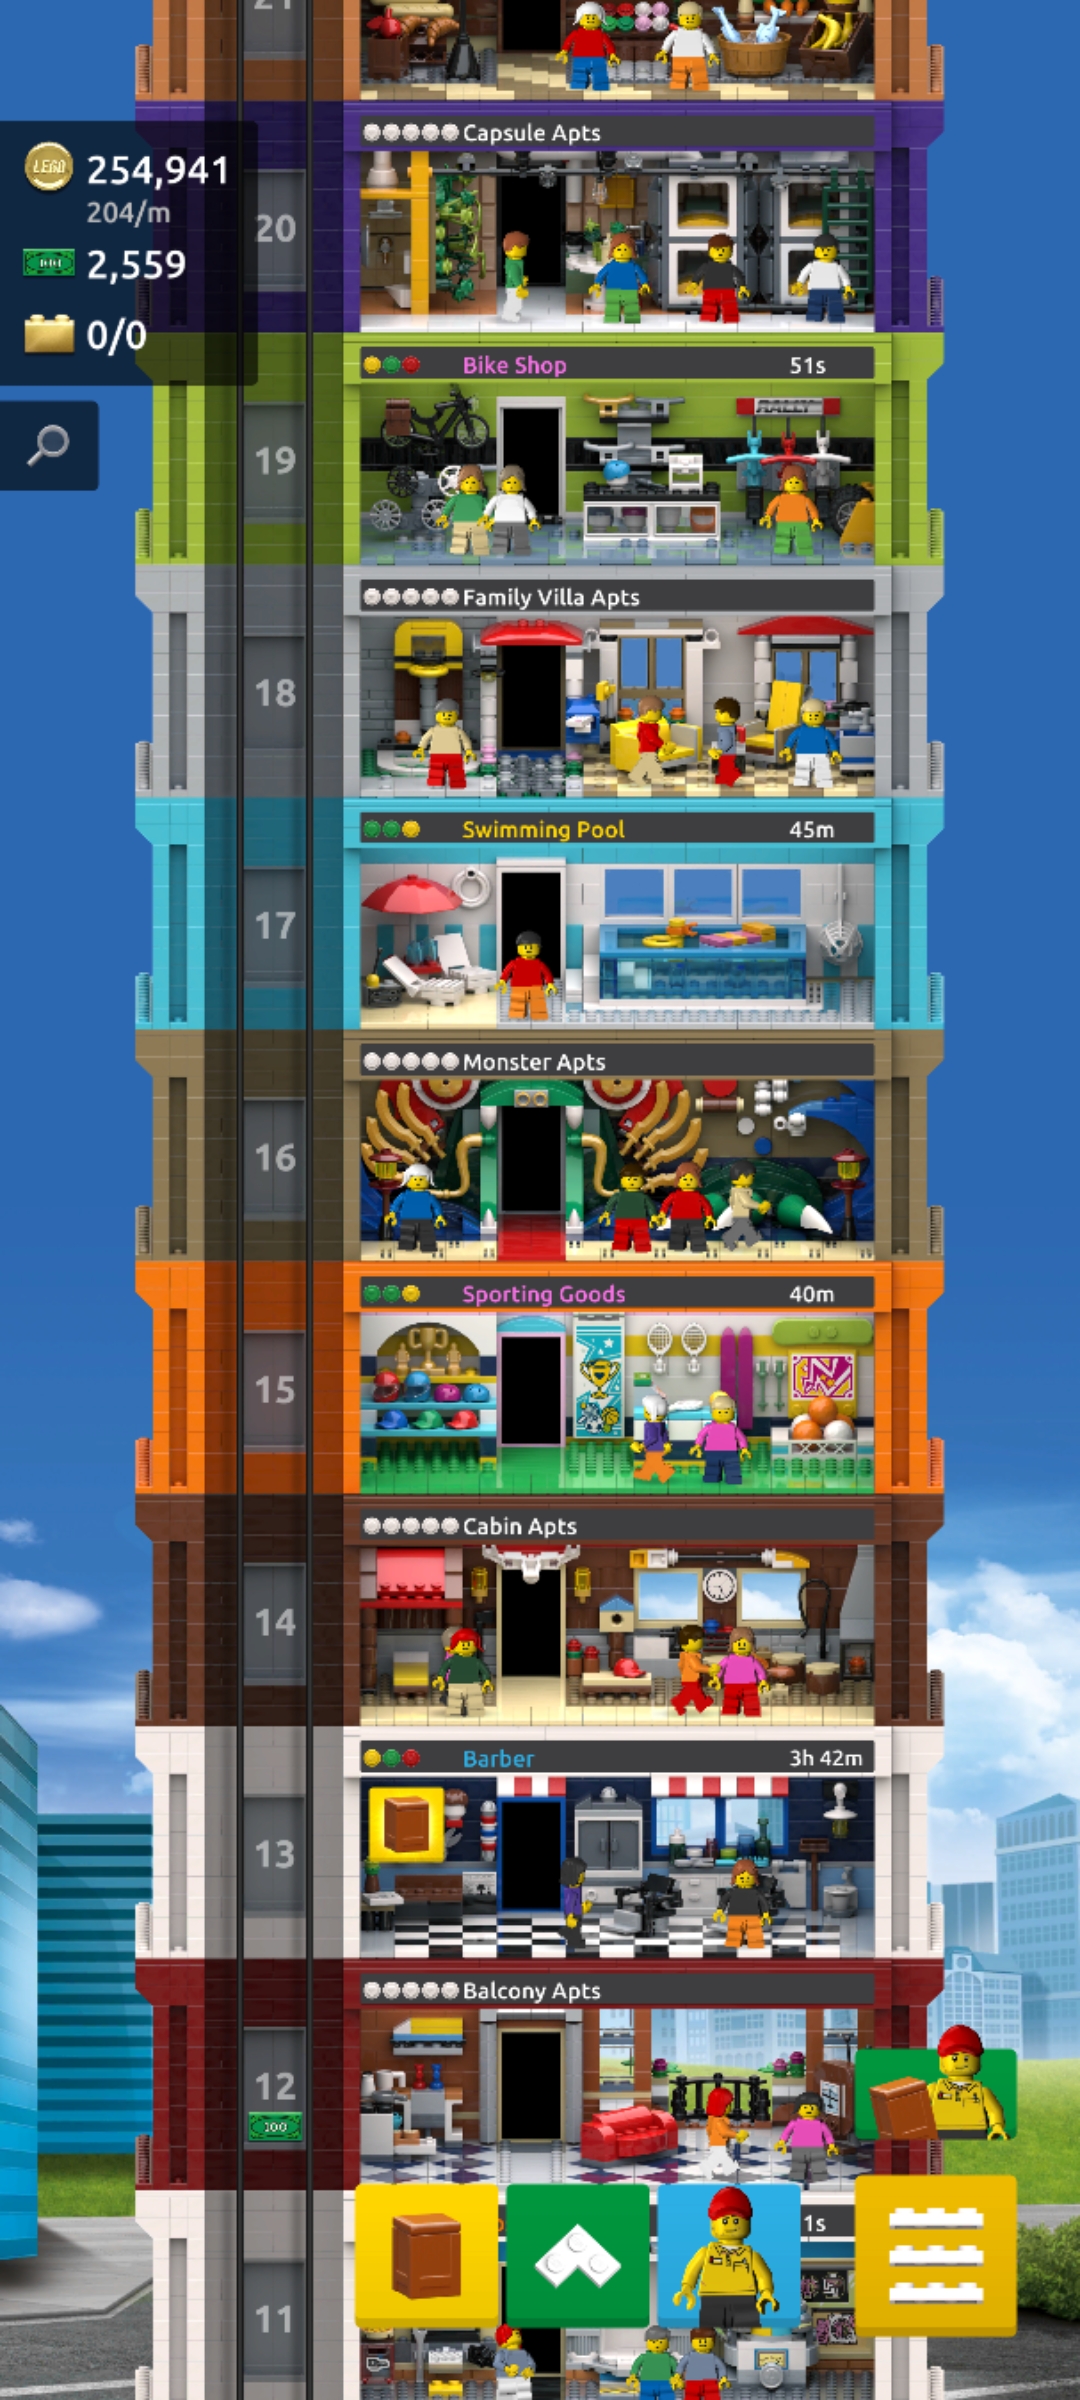 21
Capsule Apts
LEGO
254,941
204/m
2,559
0/0
20
Bike Shop 51s
RALLY
19
Family Villa Apts
18
Swimming Pool 45m
17
Monster Apts
16
Sporting Goods 40m
15
Cabin Apts
14
Barber 3h 42m
13
Balcony Apts
12
100
1s
11